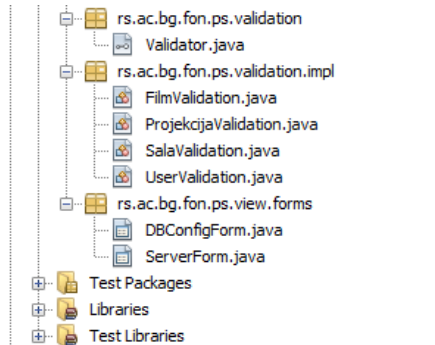 rs.ac.bg.fon.ps.validation
Validator.java
rs.ac.bg.fon.ps.validation.impl
FilmValidation.java
ProjekcijaValidation.java
SalaValidation.java
UserValidation.java
rs.ac.bg.fon.ps.view.forms
DBConfigForm.java
ServerForm.java
Test Packages
Libraries
Test Libraries